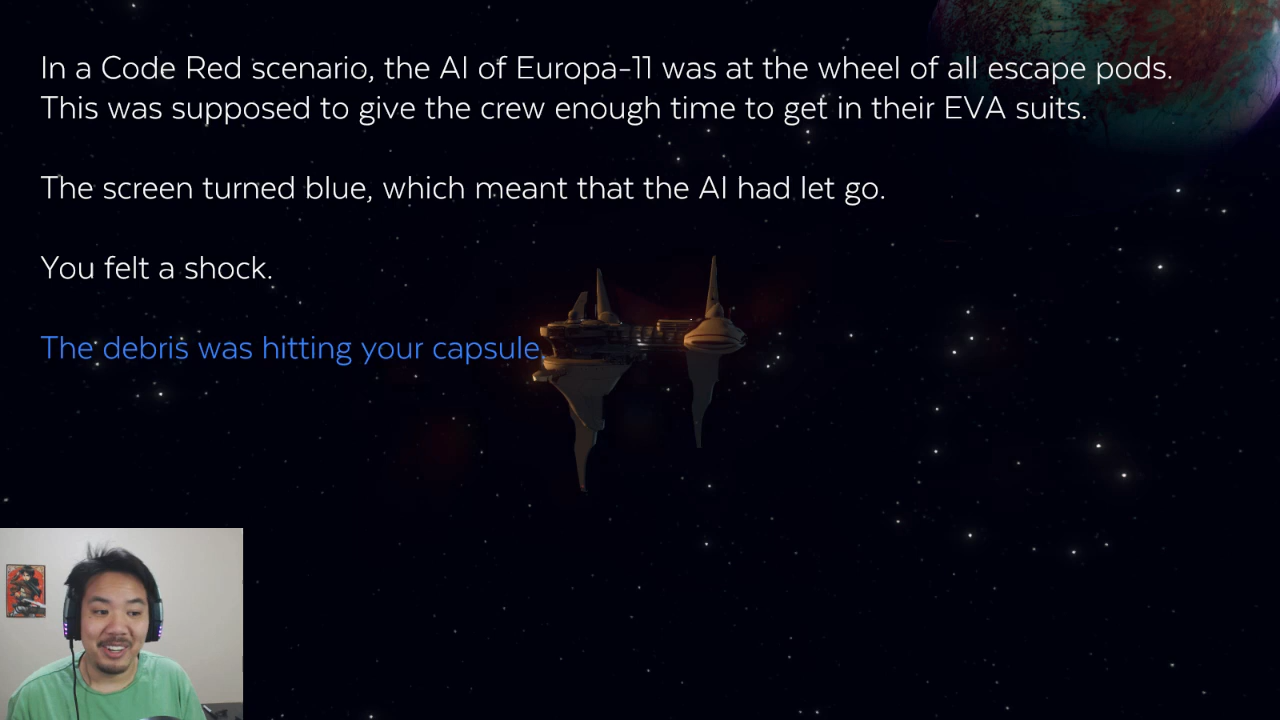 In a Code Red scenario, the AI of Europa-11 was at the wheel of all escape pods.
This was supposed to give the crew enough time to get in their EVA suits.
The screen turned blue, which meant that the AI had let go.
You felt a shock.
The debris was hitting your capsule.